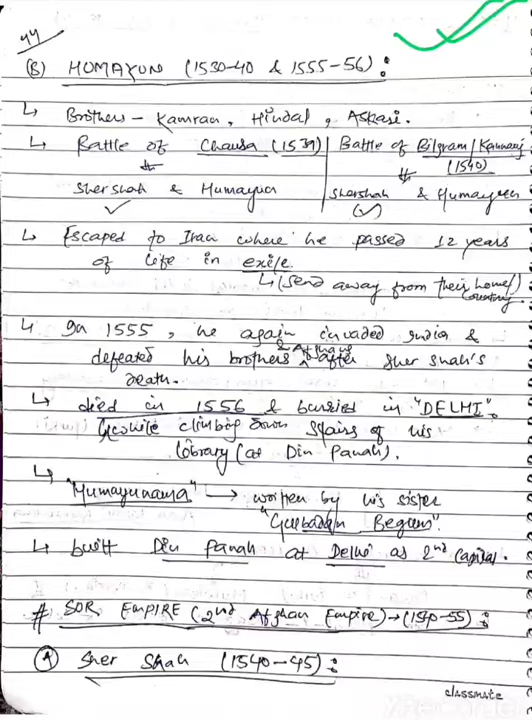 44
(B) HUMAYUN (1530-40 & 1555-56) :
↳ Brothers - Kamran, Hindal, Askari.
↳ Battle of Chausa (1539) | Battle of Bilgram/Kannauj (1540)
Sher shah & Humayun | Shershah & Humayun
↳ Escaped to Iran where he passed 12 years
of life in exile.
↳ (send away from their home/
country)
↳ In 1555, he again invaded India &
defeated his brothers & Afghans after Sher Shah's
death.
↳ died in 1556 & burried in "DELHI".
↳ while climbing down stairs of his
library (at Din Panah).
↳ "Humayunama" → written by his sister
"Gulbadan Begum".
↳ built Din Panah at Delhi as 2nd capital.
# SUR EMPIRE (2nd Afghan Empire) → (1540-55) :
(A) Sher Shah (1540-45) :
classmate